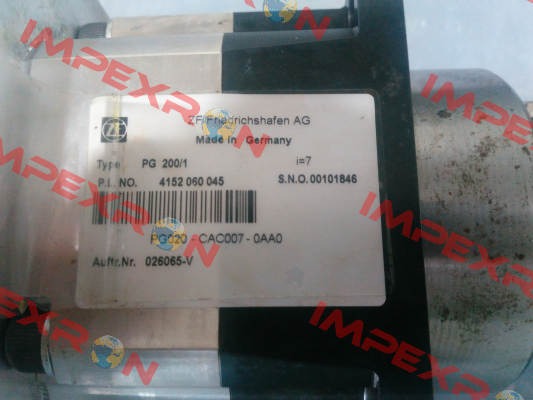 ZF Friedrichshafen AG
Made in Germany
Type PG 200/1 i=7
P.L. NO. 4152 060 045 S.N.O. 00101846
PG020 - CAC007 - 0AA0
Auftr.Nr. 026065-V
IMPEXRON
IMPEXRON
IMPEXRON
IMPEXRON